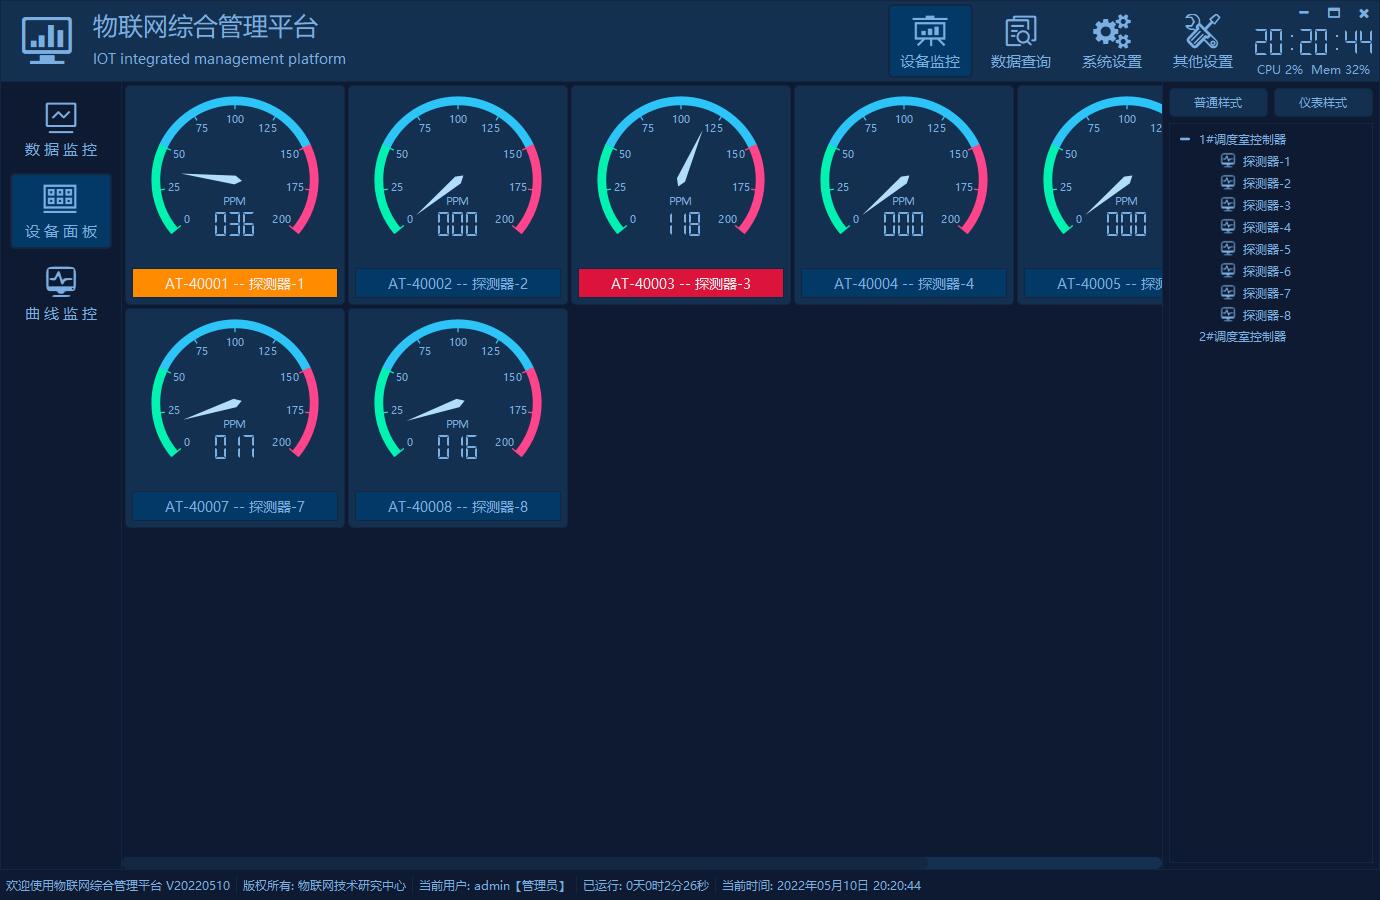 物联网综合管理平台
IOT integrated management platform
设备监控
数据查询
系统设置
其他设置
20:20:44
CPU 2% Mem 32%
数据监控
设备面板
曲线监控
0 25 50 75 100 125 150 175 200
PPM
036
AT-40001 -- 探测器-1
0 25 50 75 100 125 150 175 200
PPM
000
AT-40002 -- 探测器-2
0 25 50 75 100 125 150 175 200
PPM
118
AT-40003 -- 探测器-3
0 25 50 75 100 125 150 175 200
PPM
000
AT-40004 -- 探测器-4
0 25 50 75 100
PPM
000
AT-40005 -- 探
0 25 50 75 100 125 150 175 200
PPM
017
AT-40007 -- 探测器-7
0 25 50 75 100 125 150 175 200
PPM
016
AT-40008 -- 探测器-8
普通样式
仪表样式
1#调度室控制器
探测器-1
探测器-2
探测器-3
探测器-4
探测器-5
探测器-6
探测器-7
探测器-8
2#调度室控制器
欢迎使用物联网综合管理平台 V20220510 版权所有: 物联网技术研究中心 当前用户: admin【管理员】 已运行: 0天0时2分26秒 当前时间: 2022年05月10日 20:20:44